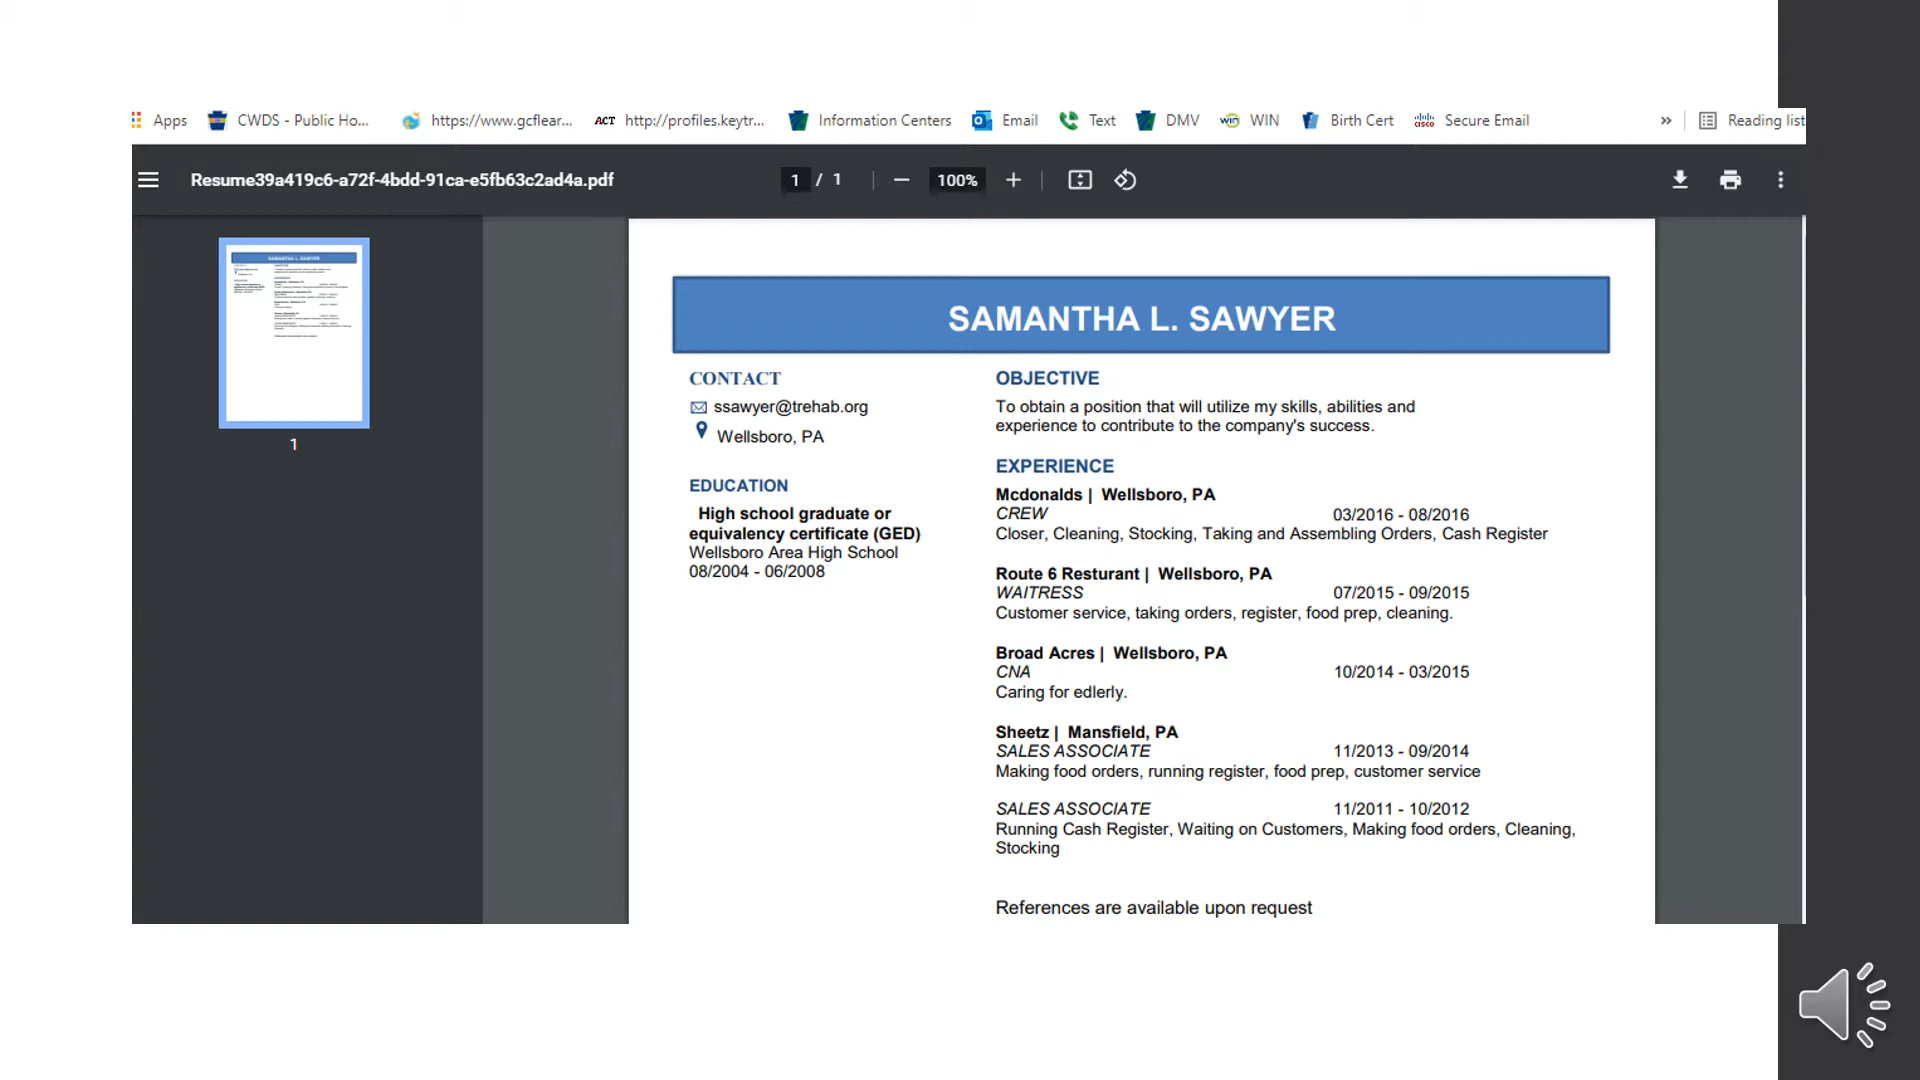 Apps CWDS - Public Ho... https://www.gcflear... ACT http://profiles.keytr... Information Centers Email Text DMV WIN Birth Cert Secure Email » Reading list
Resume39a419c6-a72f-4bdd-91ca-e5fb63c2ad4a.pdf 1 / 1 100%
1
SAMANTHA L. SAWYER
CONTACT
ssawyer@trehab.org
Wellsboro, PA
EDUCATION
High school graduate or
equivalency certificate (GED)
Wellsboro Area High School
08/2004 - 06/2008
OBJECTIVE
To obtain a position that will utilize my skills, abilities and
experience to contribute to the company's success.
EXPERIENCE
Mcdonalds | Wellsboro, PA
CREW 03/2016 - 08/2016
Closer, Cleaning, Stocking, Taking and Assembling Orders, Cash Register
Route 6 Resturant | Wellsboro, PA
WAITRESS 07/2015 - 09/2015
Customer service, taking orders, register, food prep, cleaning.
Broad Acres | Wellsboro, PA
CNA 10/2014 - 03/2015
Caring for edlerly.
Sheetz | Mansfield, PA
SALES ASSOCIATE 11/2013 - 09/2014
Making food orders, running register, food prep, customer service
SALES ASSOCIATE 11/2011 - 10/2012
Running Cash Register, Waiting on Customers, Making food orders, Cleaning,
Stocking
References are available upon request